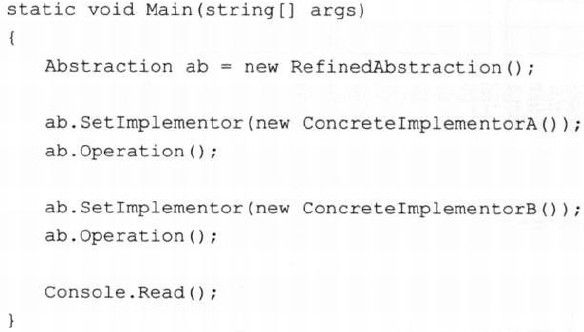 static void Main(string[] args)
{
    Abstraction ab = new RefinedAbstraction();

    ab.SetImplementor(new ConcreteImplementorA());
    ab.Operation();

    ab.SetImplementor(new ConcreteImplementorB());
    ab.Operation();

    Console.Read();
}